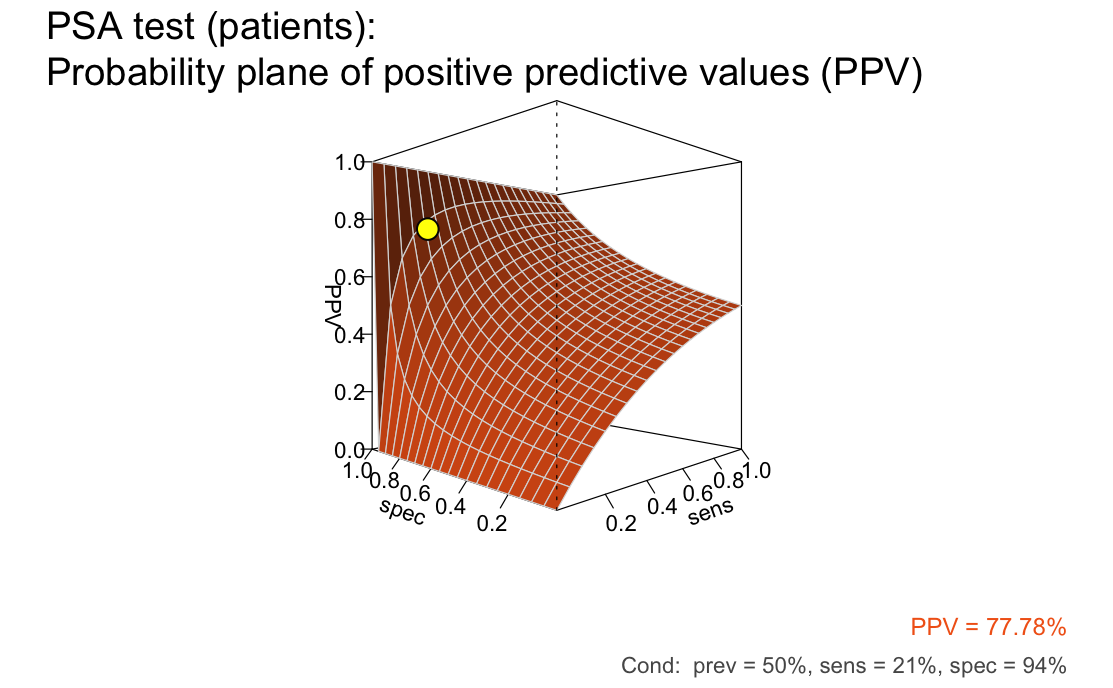 PSA test (patients):
Probability plane of positive predictive values (PPV)
1.0
0.8
0.6
0.4
0.2
0.0
PPV
1.0
0.8
0.6
0.4
0.2
spec
0.2
0.4
0.6
0.8
1.0
sens
PPV = 77.78%
Cond: prev = 50%, sens = 21%, spec = 94%